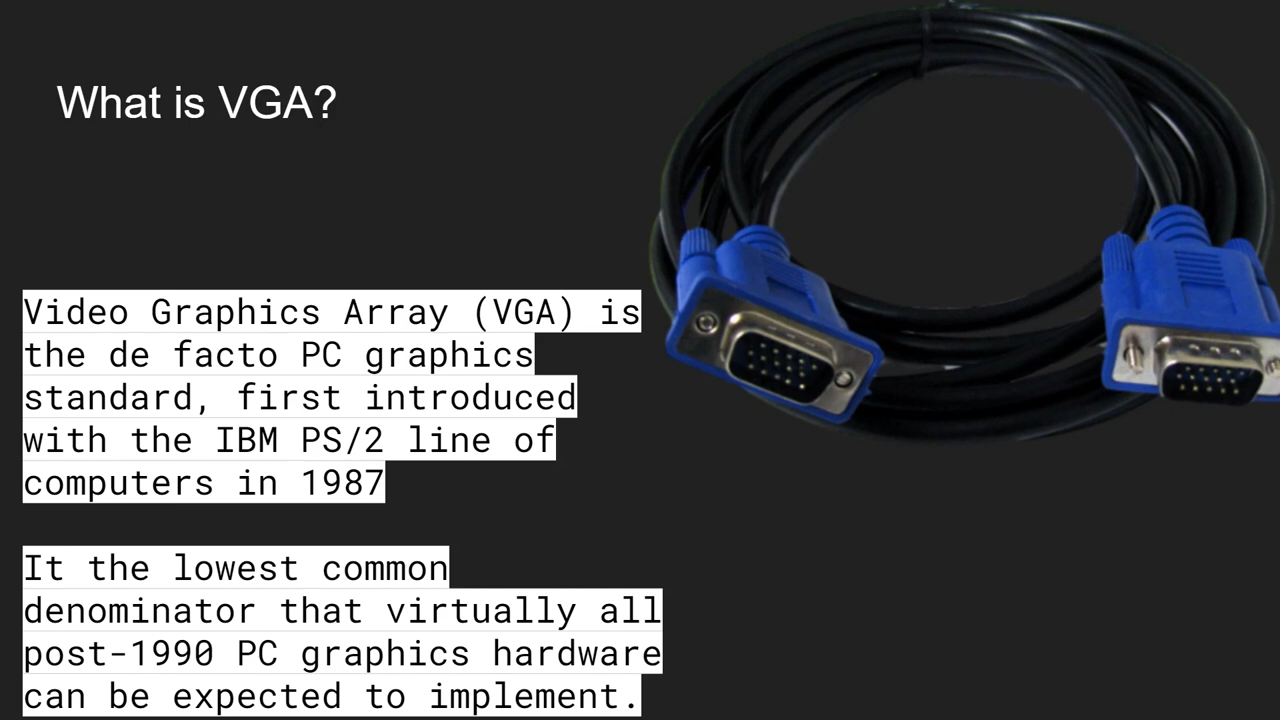 What is VGA?
Video Graphics Array (VGA) is
the de facto PC graphics
standard, first introduced
with the IBM PS/2 line of
computers in 1987
It the lowest common
denominator that virtually all
post-1990 PC graphics hardware
can be expected to implement.